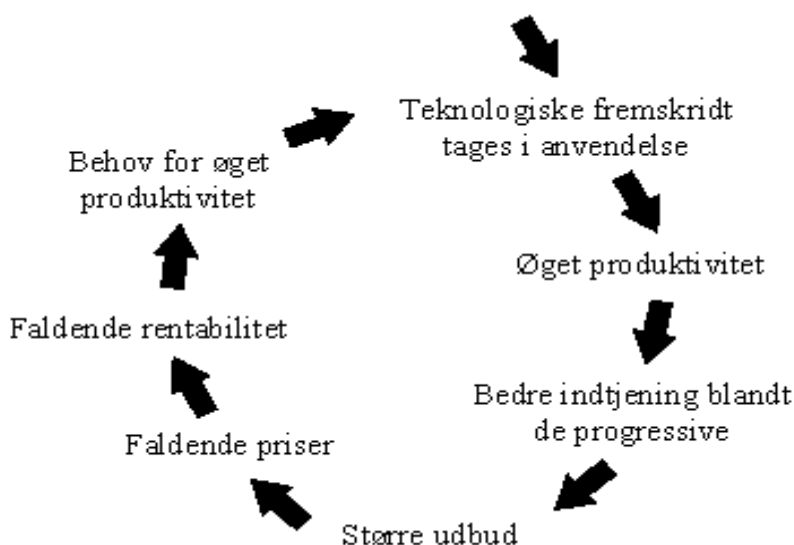 Teknologiske fremskridt
tages i anvendelse
Øget produktivitet
Bedre indtjening blandt
de progressive
Større udbud
Faldende priser
Faldende rentabilitet
Behov for øget
produktivitet